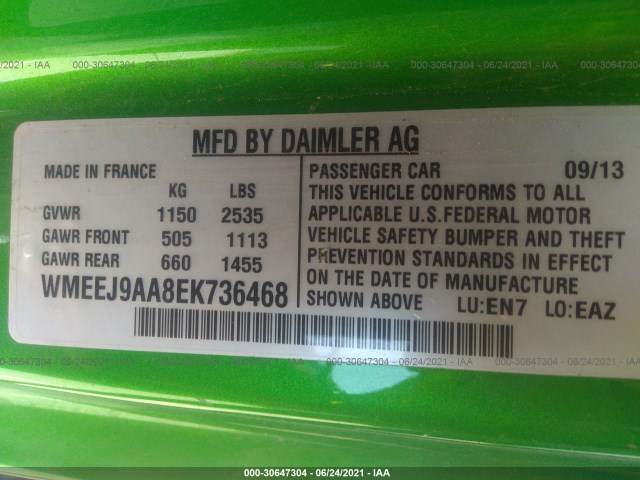 2021 - IAA 000-30647304 - 06/24/2021 - IAA 000-30647304 - 06/24/2021 - IAA
MFD BY DAIMLER AG
MADE IN FRANCE
KG LBS
GVWR 1150 2535
GAWR FRONT 505 1113
GAWR REAR 660 1455
WMEEJ9AA8EK736468
PASSENGER CAR 09/13
THIS VEHICLE CONFORMS TO ALL
APPLICABLE U.S.FEDERAL MOTOR
VEHICLE SAFETY BUMPER AND THEFT
PREVENTION STANDARDS IN EFFECT
ON THE DATE OF MANUFACTURE
SHOWN ABOVE LU:EN7 LO:EAZ
2021 - IAA 000-30647304 - 06/24/2021 - IAA 000-30647304 - 06/24/2021 - IAA
000-30647304 - 06/24/2021 - IAA